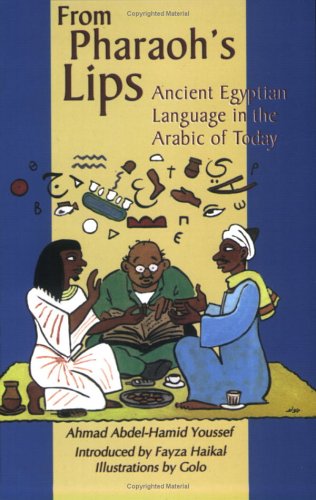 From
Pharaoh's
Lips
Ancient Egyptian
Language in the
Arabic of Today
Ahmad Abdel-Hamid Youssef
Introduced by Fayza Haikal
Illustrations by Golo